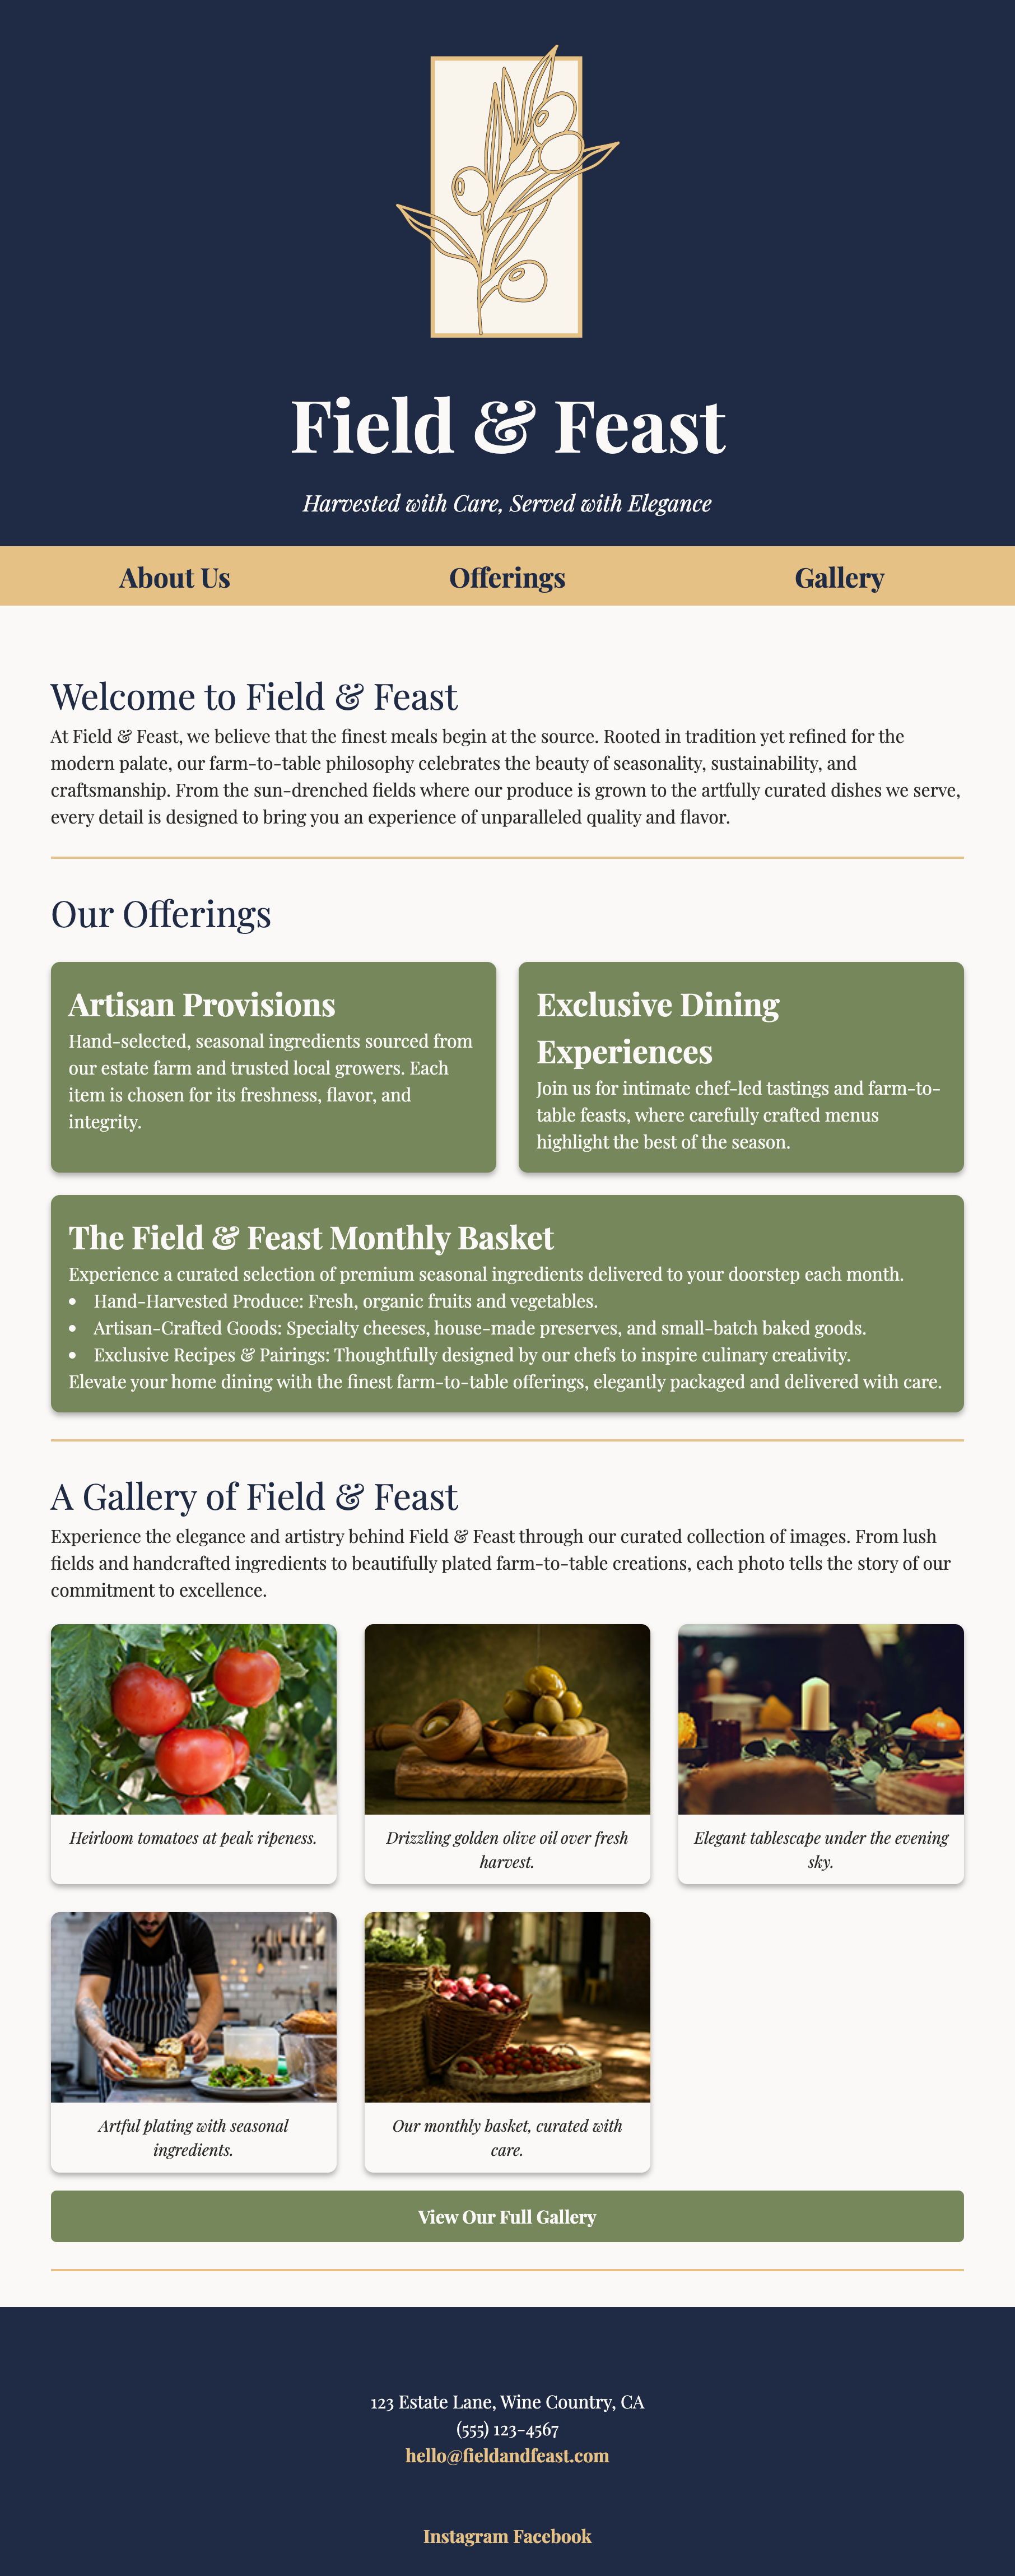 Field & Feast
Harvested with Care, Served with Elegance
About Us Offerings Gallery
Welcome to Field & Feast
At Field & Feast, we believe that the finest meals begin at the source. Rooted in tradition yet refined for the
modern palate, our farm-to-table philosophy celebrates the beauty of seasonality, sustainability, and
craftsmanship. From the sun-drenched fields where our produce is grown to the artfully curated dishes we serve,
every detail is designed to bring you an experience of unparalleled quality and flavor.
Our Offerings
Artisan Provisions
Hand-selected, seasonal ingredients sourced from
our estate farm and trusted local growers. Each
item is chosen for its freshness, flavor, and
integrity.
Exclusive Dining
Experiences
Join us for intimate chef-led tastings and farm-to-
table feasts, where carefully crafted menus
highlight the best of the season.
The Field & Feast Monthly Basket
Experience a curated selection of premium seasonal ingredients delivered to your doorstep each month.
• Hand-Harvested Produce: Fresh, organic fruits and vegetables.
• Artisan-Crafted Goods: Specialty cheeses, house-made preserves, and small-batch baked goods.
• Exclusive Recipes & Pairings: Thoughtfully designed by our chefs to inspire culinary creativity.
Elevate your home dining with the finest farm-to-table offerings, elegantly packaged and delivered with care.
A Gallery of Field & Feast
Experience the elegance and artistry behind Field & Feast through our curated collection of images. From lush
fields and handcrafted ingredients to beautifully plated farm-to-table creations, each photo tells the story of our
commitment to excellence.
Heirloom tomatoes at peak ripeness.
Drizzling golden olive oil over fresh
harvest.
Elegant tablescape under the evening
sky.
Artful plating with seasonal
ingredients.
Our monthly basket, curated with
care.
View Our Full Gallery
123 Estate Lane, Wine Country, CA
(555) 123-4567
hello@fieldandfeast.com
Instagram Facebook